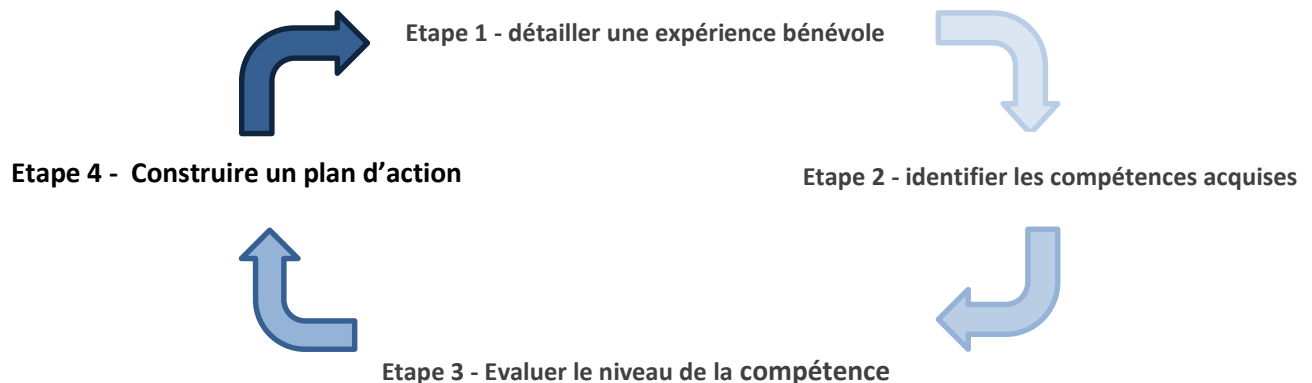 Etape 1 - détailler une expérience bénévole
Etape 4 - Construire un plan d’action
Etape 2 - identifier les compétences acquises
Etape 3 - Evaluer le niveau de la compétence